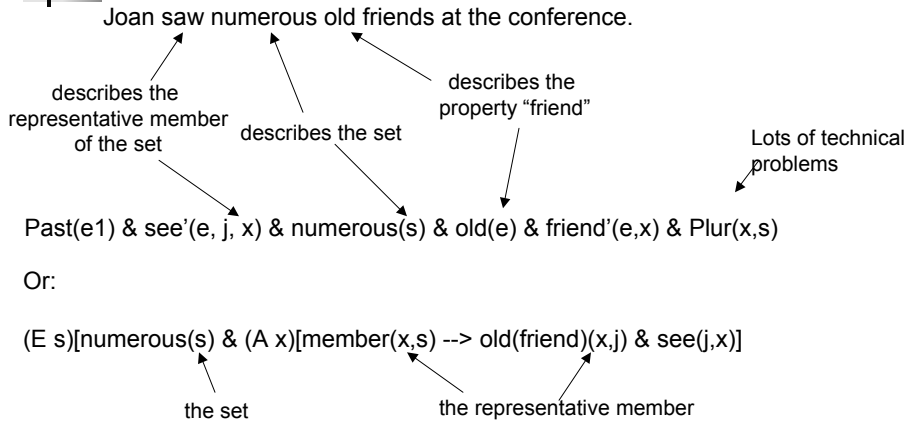 Joan saw numerous old friends at the conference.
describes the
representative member
of the set
describes the set
describes the
property “friend”
Lots of technical
problems
Past(e1) & see’(e, j, x) & numerous(s) & old(e) & friend’(e,x) & Plur(x,s)
Or:
(E s)[numerous(s) & (A x)[member(x,s) --> old(friend)(x,j) & see(j,x)]
the set
the representative member